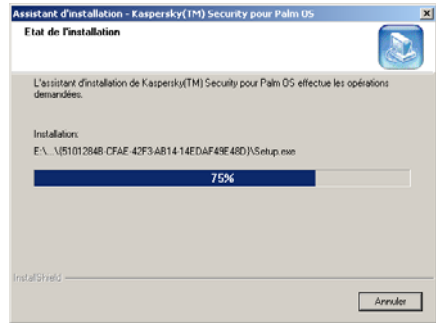 Assistant d'installation - Kaspersky(TM) Security pour Palm OS
Etat de l'installation
L'assistant d'installation de Kaspersky(TM) Security pour Palm OS effectue les opérations
demandées.
Installation:
E:\...\{5101284B-CFAE-42F3-AB14-14EDAF49E48D}\Setup.exe
75%
InstallShield
Annuler